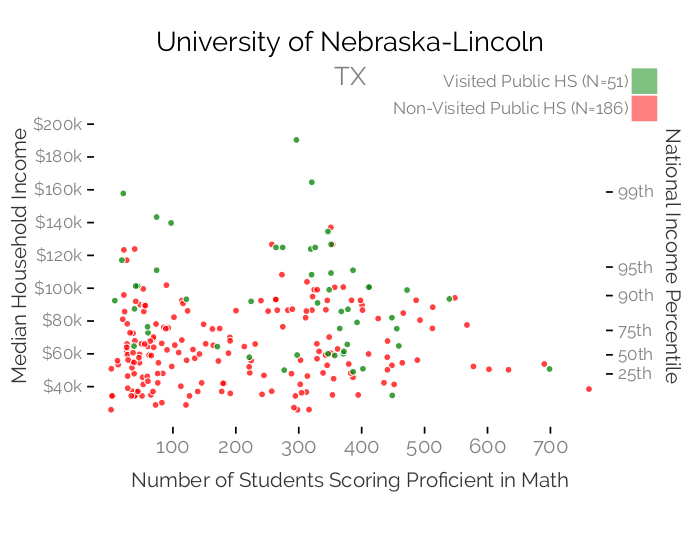 University of Nebraska-Lincoln
TX
Visited Public HS (N=51)
Non-Visited Public HS (N=186)
Median Household Income
$200k
$180k
$160k
$140k
$120k
$100k
$80k
$60k
$40k
National Income Percentile
99th
95th
90th
75th
50th
25th
100 200 300 400 500 600 700
Number of Students Scoring Proficient in Math